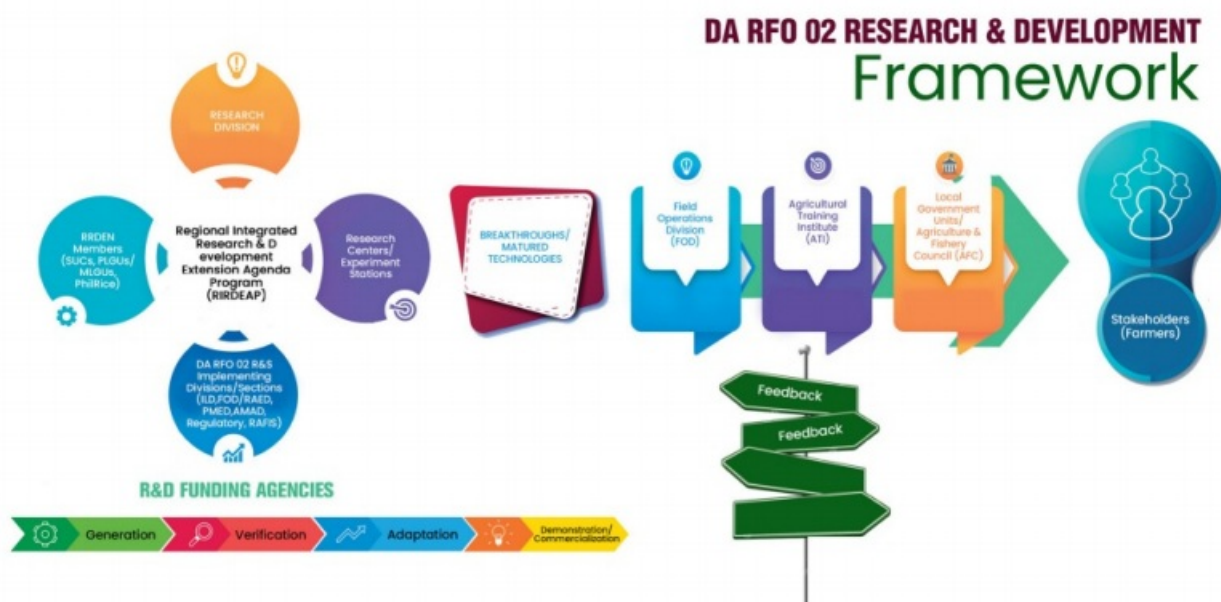 DA RFO 02 RESEARCH & DEVELOPMENT
Framework
RESEARCH
DIVISION
RRDEN
Members
(SUCs, PLGUs/
MLGUs,
PhilRice)
Regional Integrated
Research & D
evelopment
Extension Agenda
Program
(RIRDEAP)
Research
Centers/
Experiment
Stations
DA RFO 02 R&S
Implementing
Divisions/Sections
(ILD,FOD/RAED,
PMED,AMAD,
Regulatory, RAFIS)
R&D FUNDING AGENCIES
Generation
Verification
Adaptation
Demonstration/
Commercialization
BREAKTHROUGHS/
MATURED
TECHNOLOGIES
Field
Operations
Division
(FOD)
Agricultural
Training
Institute
(ATI)
Local
Government
Units/
Agriculture &
Fishery
Council (AFC)
Stakeholders
(Farmers)
Feedback
Feedback